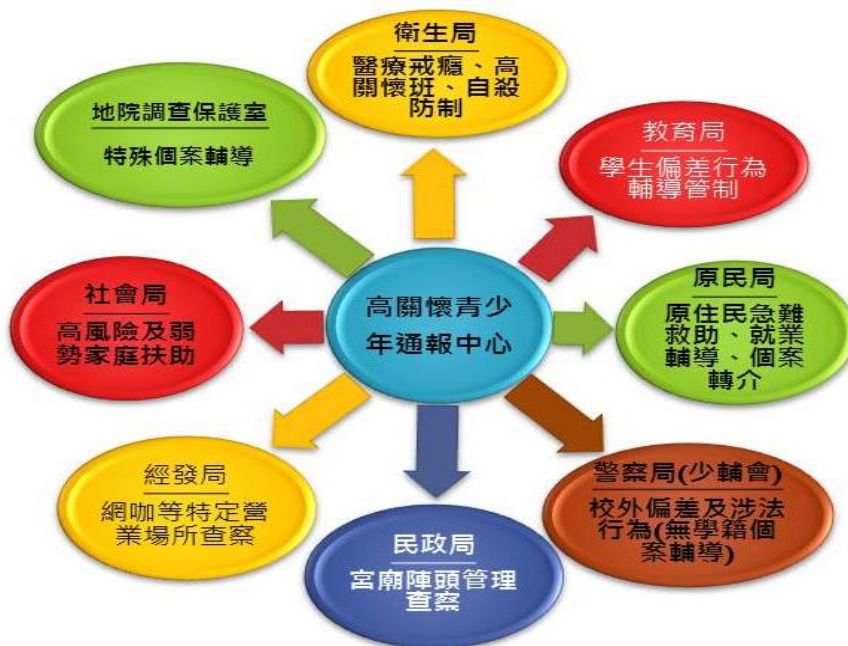 衛生局
醫療戒癮、高
關懷班、自殺
防制
地院調查保護室
特殊個案輔導
教育局
學生偏差行為
輔導管制
社會局
高風險及弱
勢家庭扶助
高關懷青少
年通報中心
原民局
原住民急難
救助、就業
輔導、個案
轉介
經發局
網咖等特定營
業場所查察
民政局
宮廟陣頭管理
查察
警察局(少輔會)
校外偏差及涉法
行為(無學籍個
案輔導)